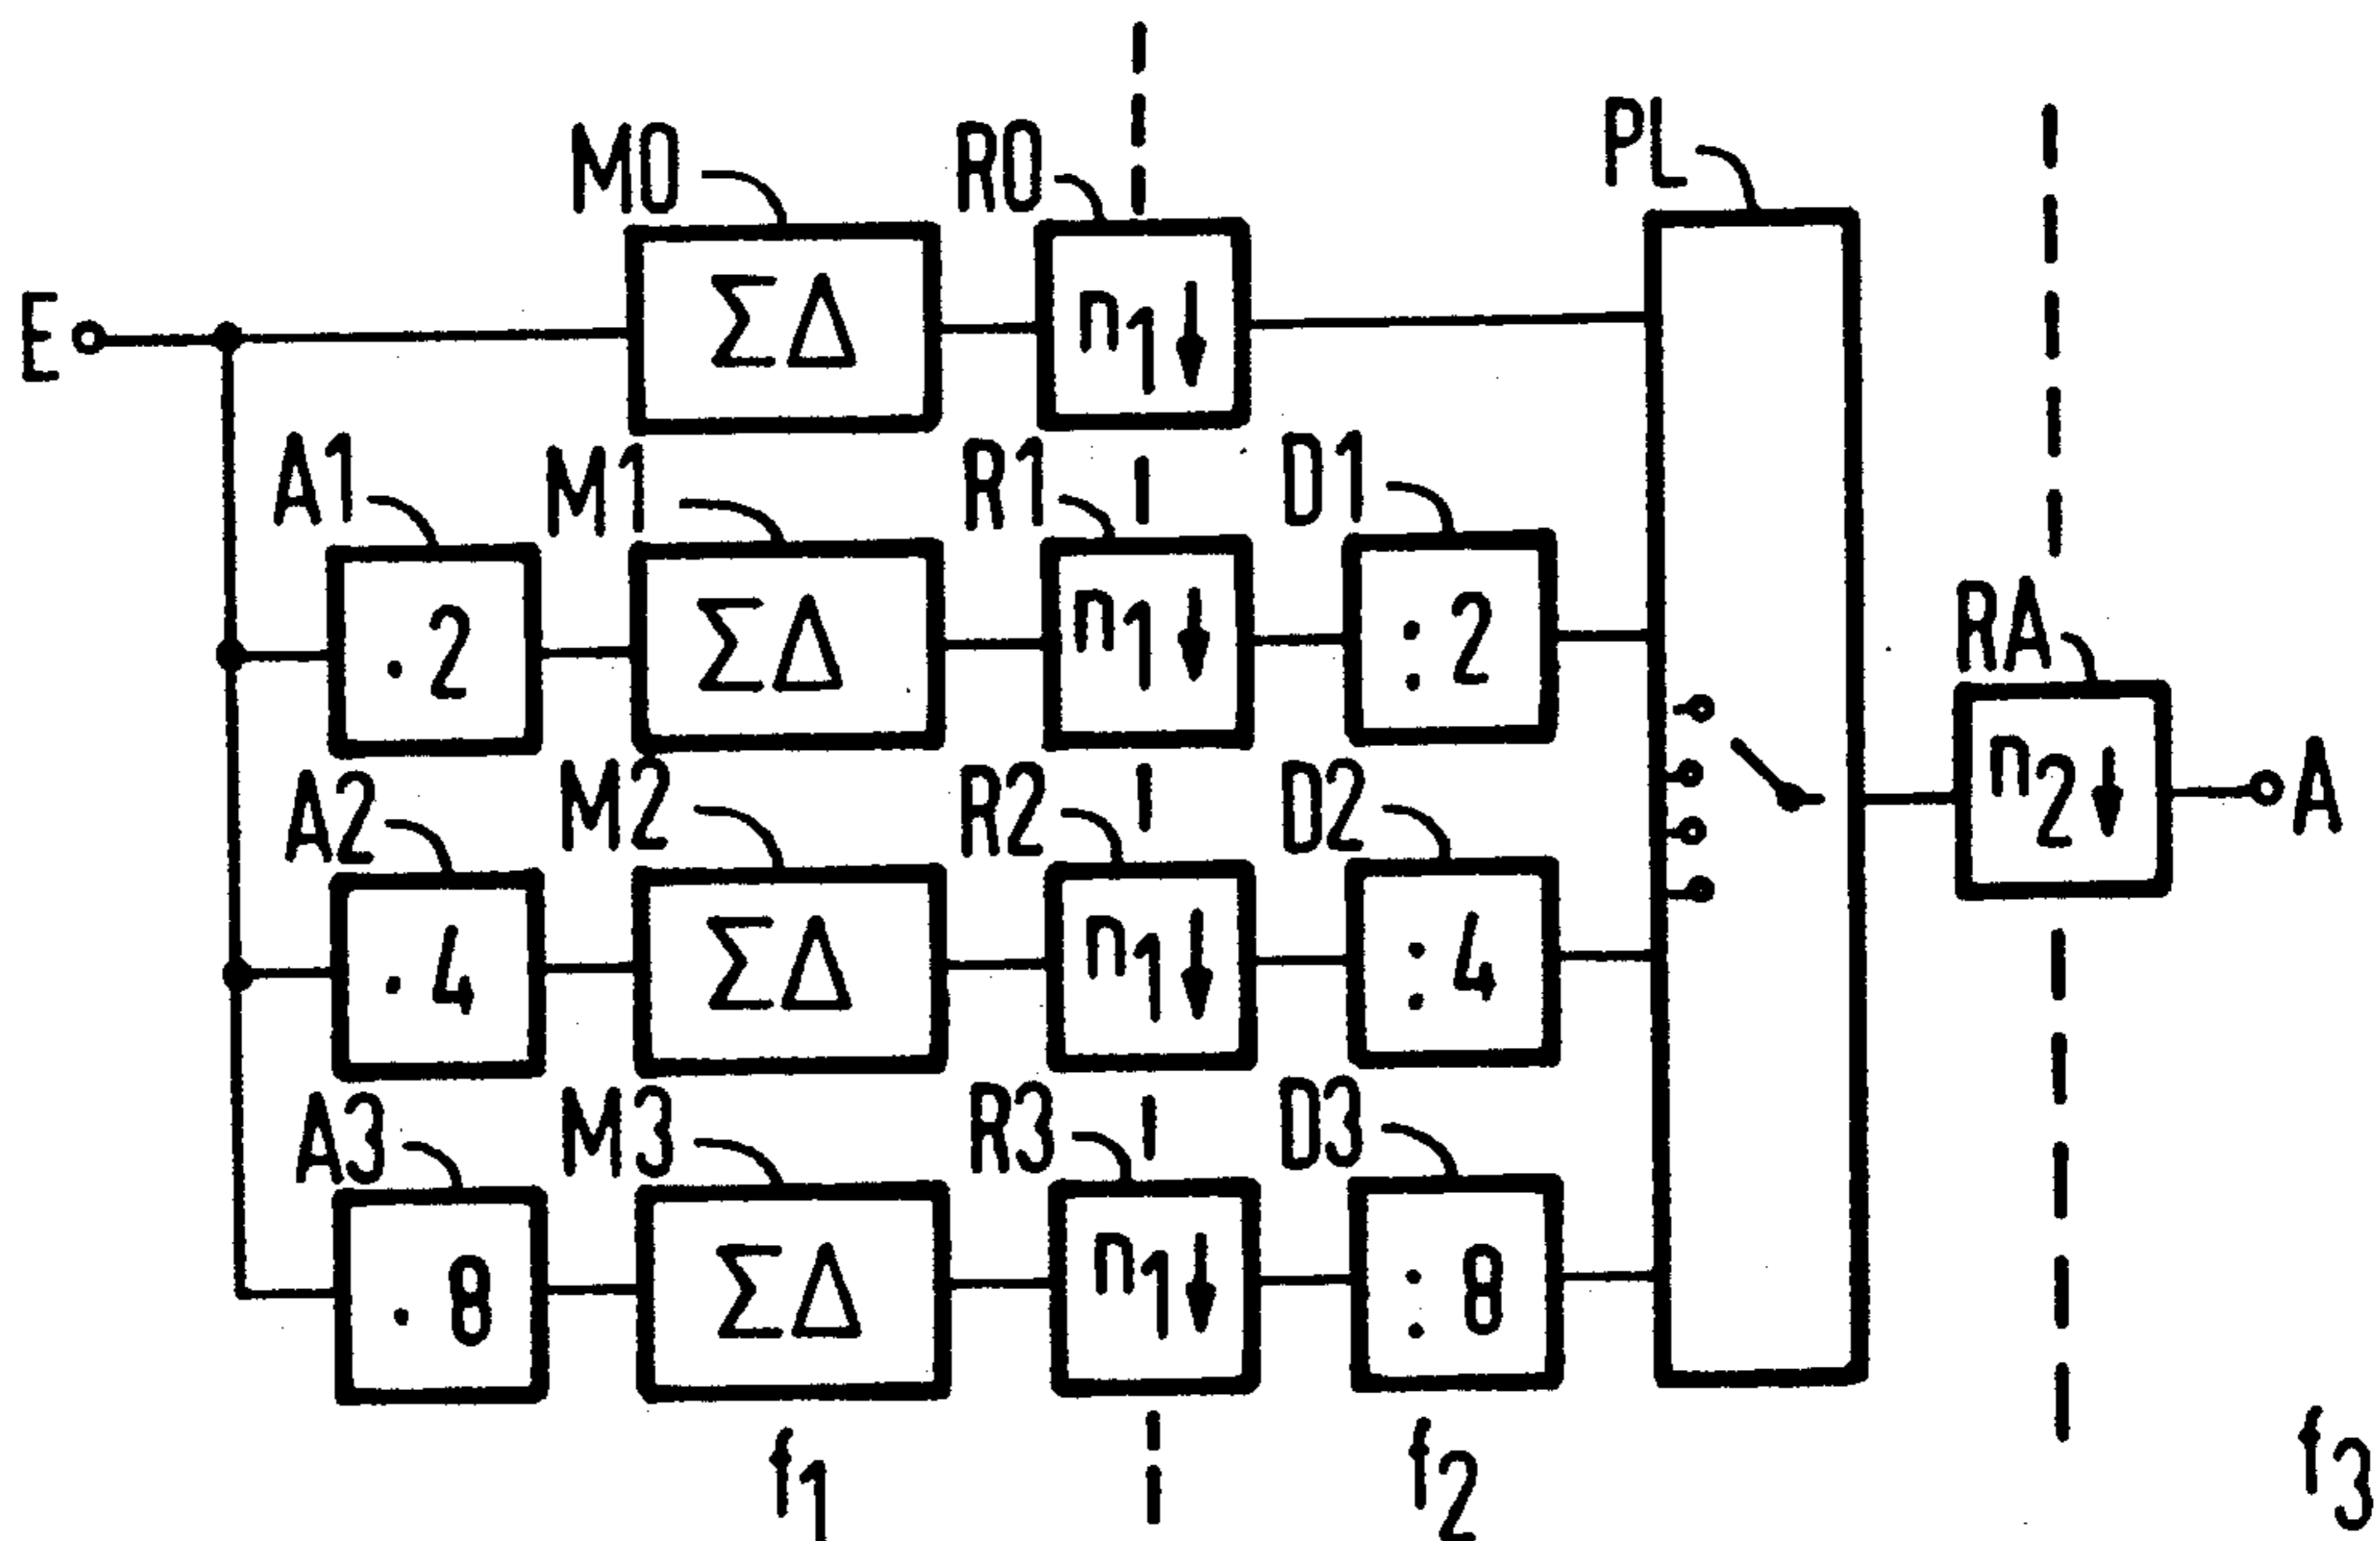 M0 R0 PL
E ΣΔ n1↓
A1 M1 R1 D1
. 2 ΣΔ n1↓ : 2 RA
A2 M2 R2 D2 n2↓ A
. 4 ΣΔ n1↓ : 4
A3 M3 R3 D3
. 8 ΣΔ n1↓ : 8
f1 f2 f3